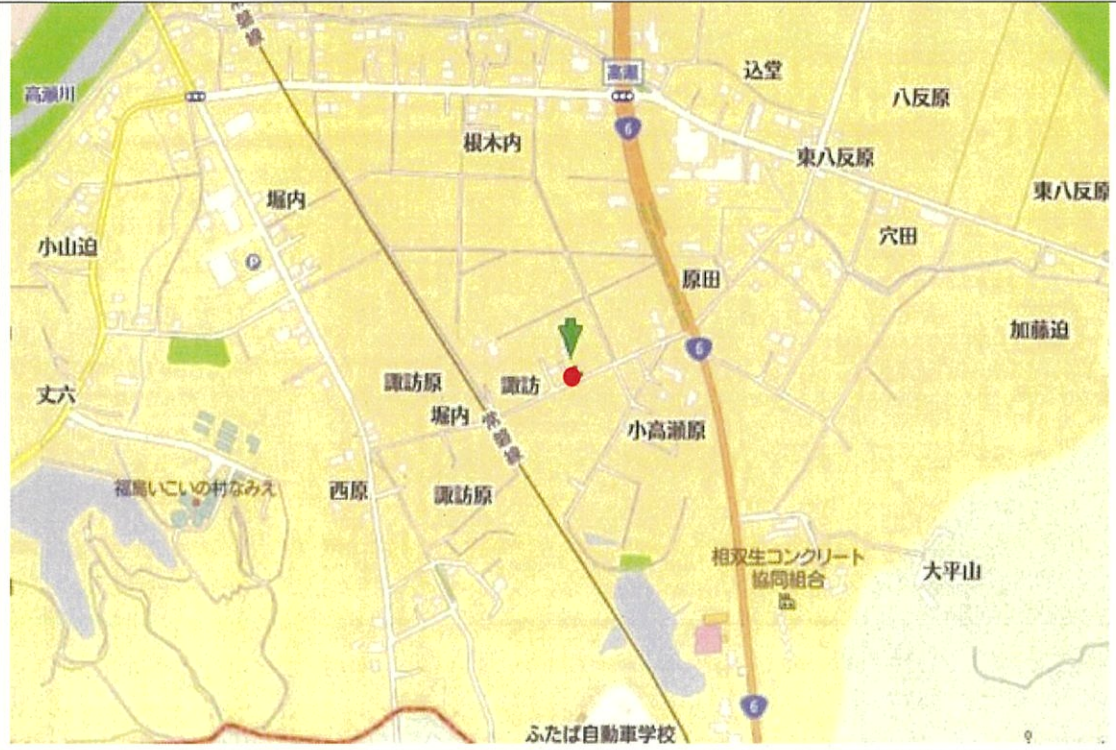 常磐線
高瀬
込堂
高瀬川
八反原
6
根木内
東八反原
東八反原
堀内
穴田
小山迫
P
原田
加藤迫
6
諏訪原
諏訪
丈六
堀内
常磐線
小高瀬原
福島いこいの村なみえ
西原
諏訪原
相双生コンクリート
協同組合
大平山
6
ふたば自動車学校